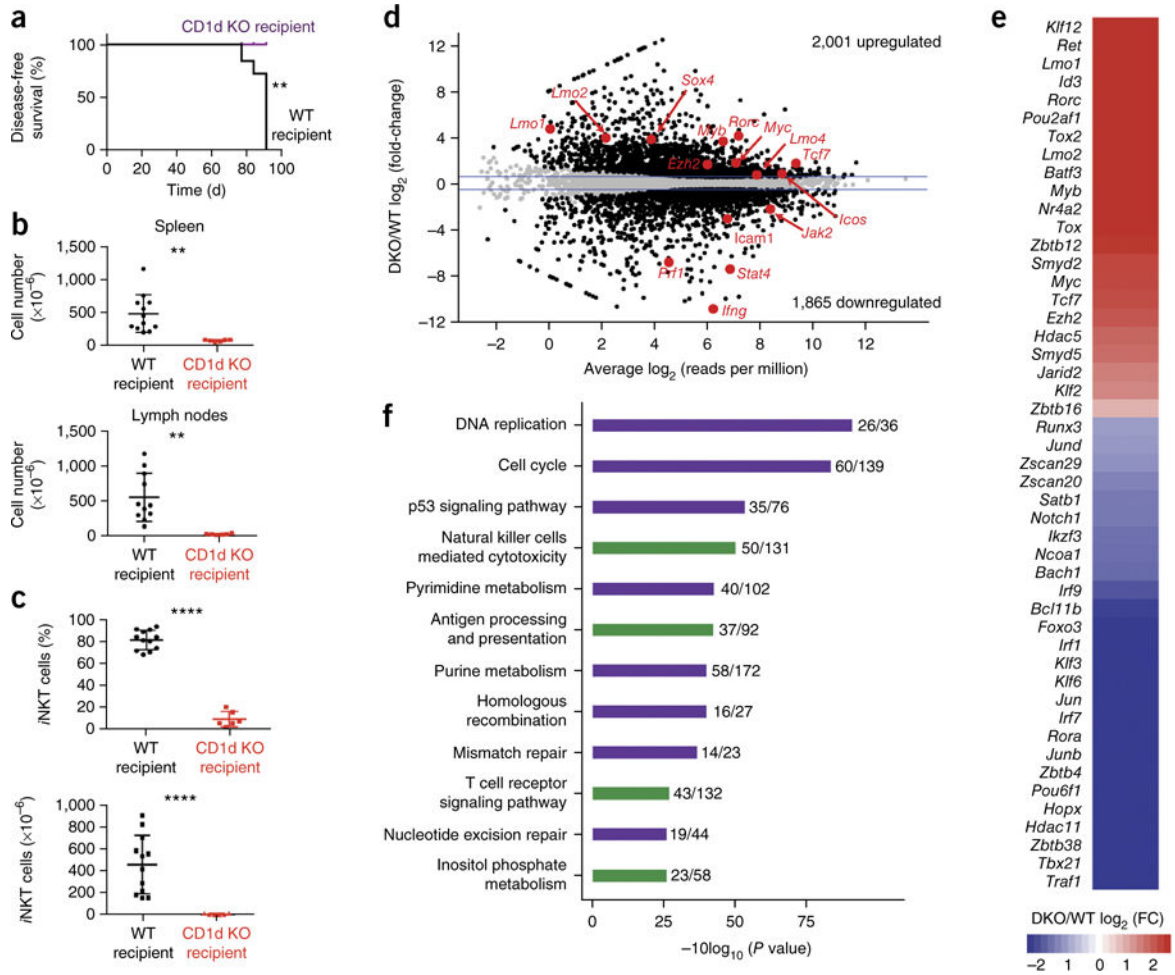 a
CD1d KO recipient
Disease-free
survival (%)
100
50
0
**
WT
recipient
0 20 40 60 80 100
Time (d)
b
Spleen
Cell number
(×10⁻⁶)
1,500
1,000
500
0
**
WT
recipient
CD1d KO
recipient
Lymph nodes
Cell number
(×10⁻⁶)
1,500
1,000
500
0
**
WT
recipient
CD1d KO
recipient
c
iNKT cells (%)
100
80
60
40
20
0
****
WT
recipient
CD1d KO
recipient
iNKT cells (×10⁻⁶)
1,000
800
600
400
200
0
****
WT
recipient
CD1d KO
recipient
d
DKO/WT log₂ (fold-change)
12
8
4
0
−4
−8
−12
2,001 upregulated
Sox4
Lmo2
Lmo1
Rorc
Myb
Myc
Lmo4
Ezh2
Tcf7
Icos
Icam1
Jak2
Prf1
Stat4
1,865 downregulated
Ifng
−2 0 2 4 6 8 10 12
Average log₂ (reads per million)
f
DNA replication 26/36
Cell cycle 60/139
p53 signaling pathway 35/76
Natural killer cells
mediated cytotoxicity 50/131
Pyrimidine metabolism 40/102
Antigen processing
and presentation 37/92
Purine metabolism 58/172
Homologous
recombination 16/27
Mismatch repair 14/23
T cell receptor
signaling pathway 43/132
Nucleotide excision repair 19/44
Inositol phosphate
metabolism 23/58
0 25 50 75
−10log₁₀ (P value)
e
Klf12
Ret
Lmo1
Id3
Rorc
Pou2af1
Tox2
Lmo2
Batf3
Myb
Nr4a2
Tox
Zbtb12
Smyd2
Myc
Tcf7
Ezh2
Hdac5
Smyd5
Jarid2
Klf2
Zbtb16
Runx3
Jund
Zscan29
Zscan20
Satb1
Notch1
Ikzf3
Ncoa1
Bach1
Irf9
Bcl11b
Foxo3
Irf1
Klf3
Klf6
Jun
Irf7
Rora
Junb
Zbtb4
Pou6f1
Hopx
Hdac11
Zbtb38
Tbx21
Traf1
DKO/WT log₂ (FC)
−2 −1 0 1 2